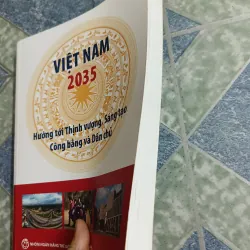 VIỆT NAM
2035
Hướng tới Thịnh vượng, Sáng tạo
Công bằng và Dân chủ